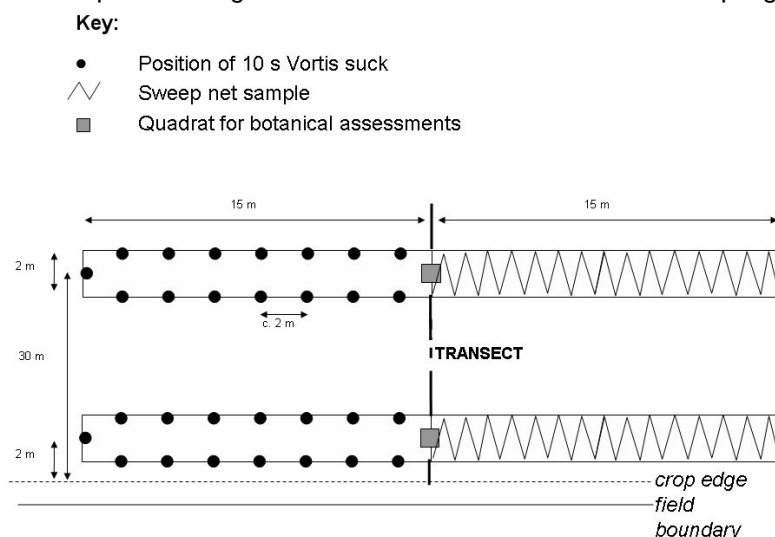 Key:
Position of 10 s Vortis suck
Sweep net sample
Quadrat for botanical assessments
15 m 15 m
2 m
c. 2 m
30 m
TRANSECT
2 m
crop edge
field
boundary